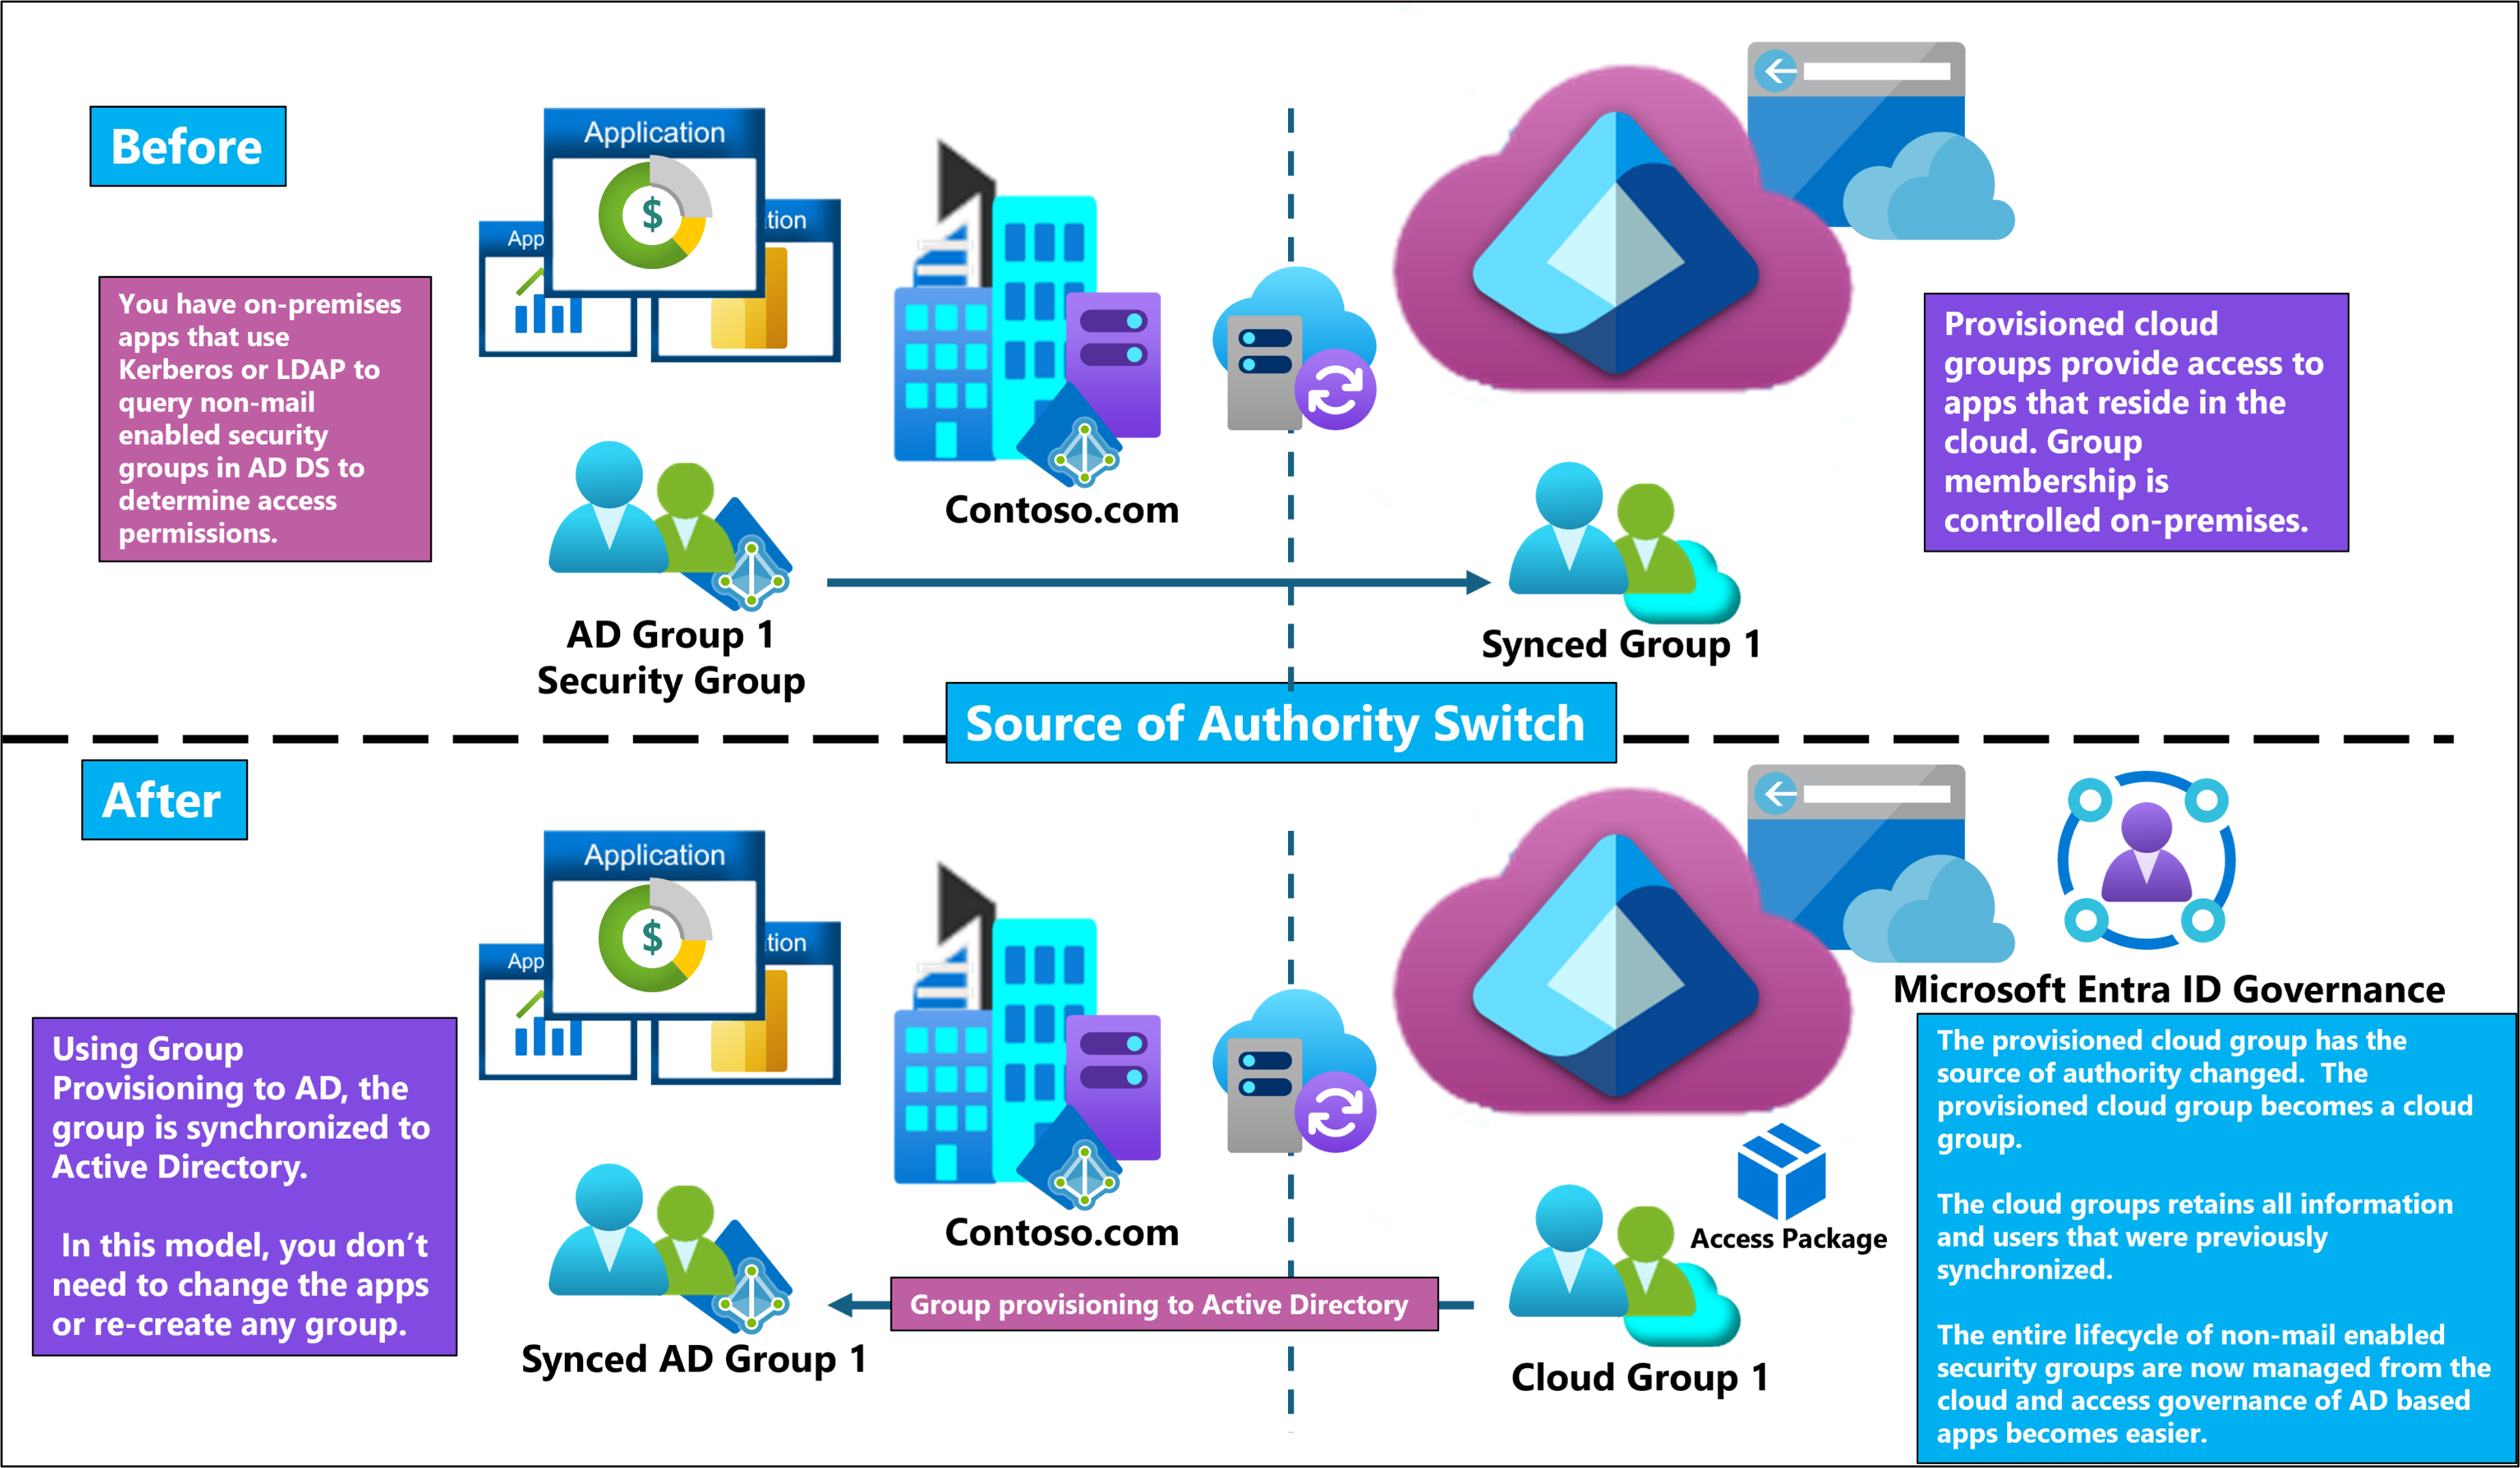 Before
Application
App
tion
$
You have on-premises
apps that use
Kerberos or LDAP to
query non-mail
enabled security
groups in AD DS to
determine access
permissions.
Contoso.com
Provisioned cloud
groups provide access to
apps that reside in the
cloud. Group
membership is
controlled on-premises.
AD Group 1
Security Group
Synced Group 1
Source of Authority Switch
After
Application
App
tion
$
Using Group
Provisioning to AD, the
group is synchronized to
Active Directory.
In this model, you don’t
need to change the apps
or re-create any group.
Contoso.com
Microsoft Entra ID Governance
The provisioned cloud group has the
source of authority changed.  The
provisioned cloud group becomes a cloud
group.
The cloud groups retains all information
and users that were previously
synchronized.
The entire lifecycle of non-mail enabled
security groups are now managed from the
cloud and access governance of AD based
apps becomes easier.
Access Package
Group provisioning to Active Directory
Synced AD Group 1
Cloud Group 1